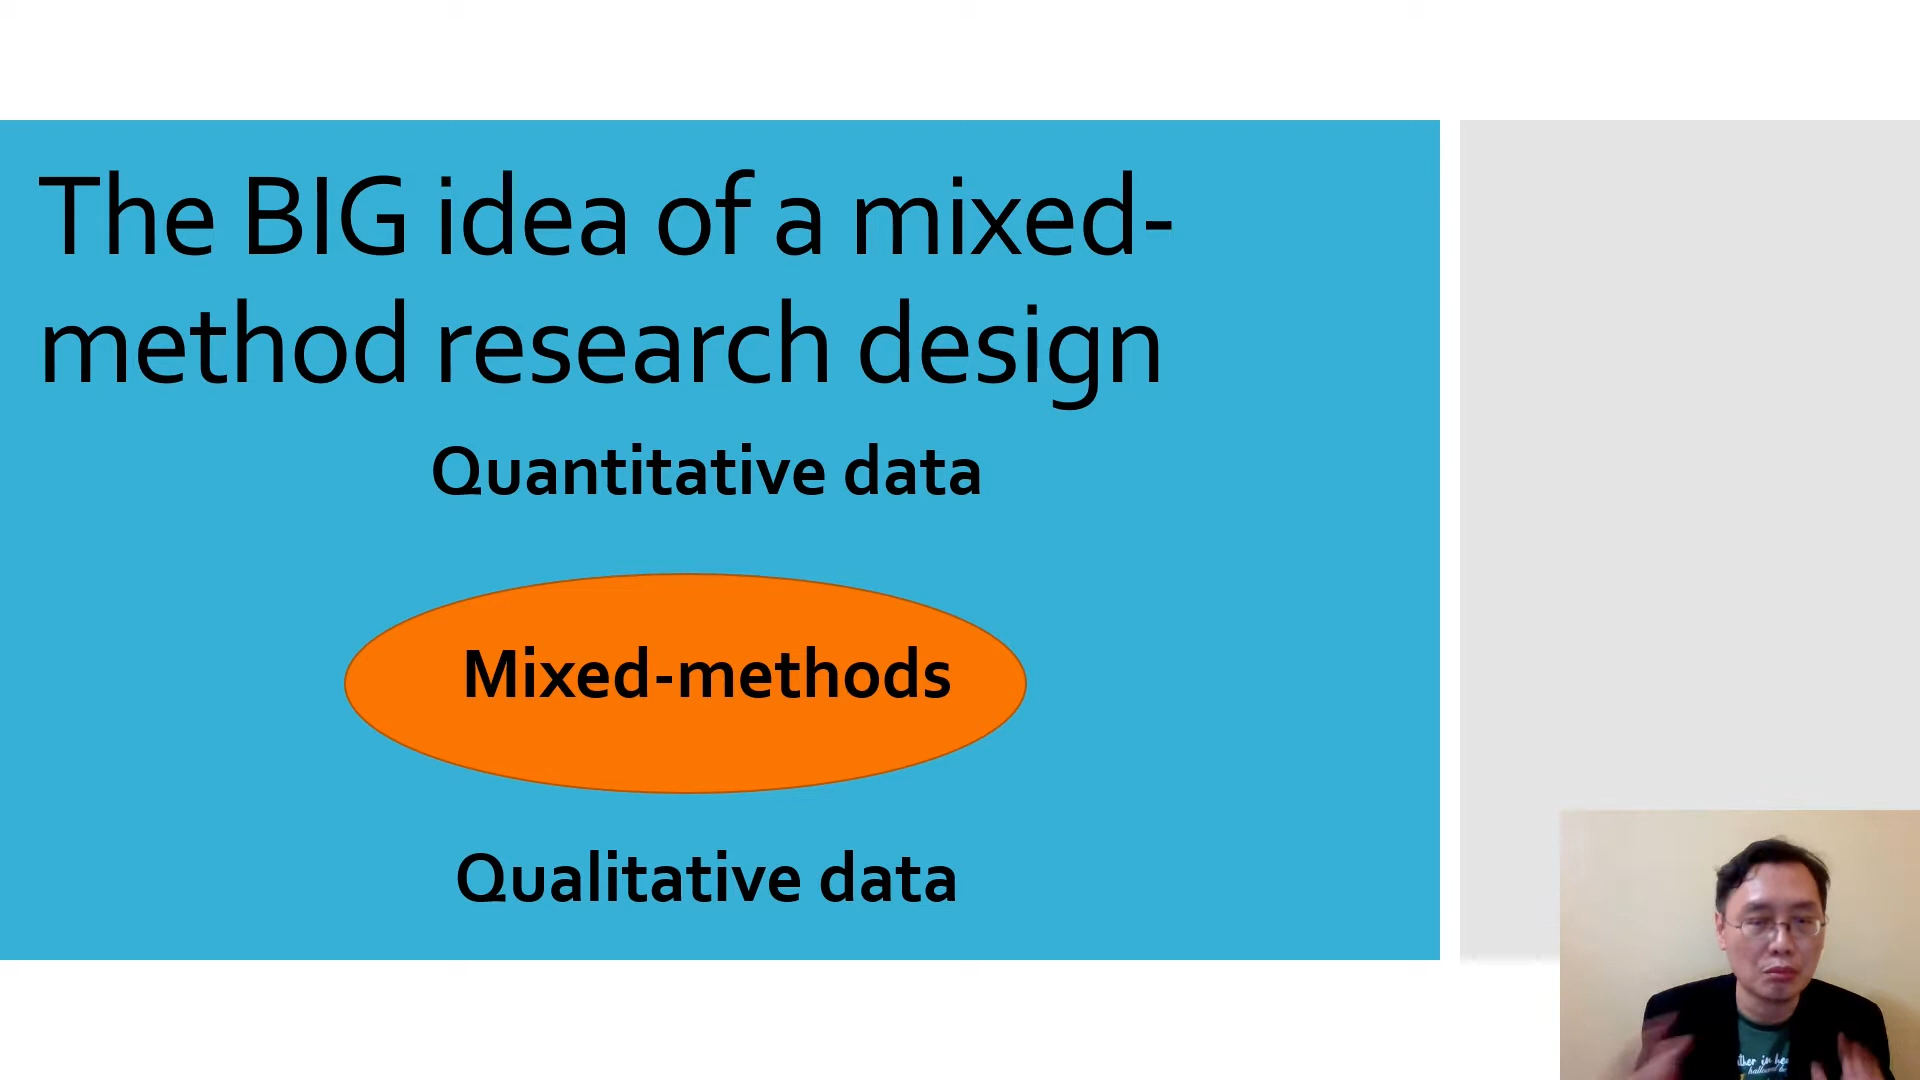 The BIG idea of a mixed-
method research design
Quantitative data
Mixed-methods
Qualitative data